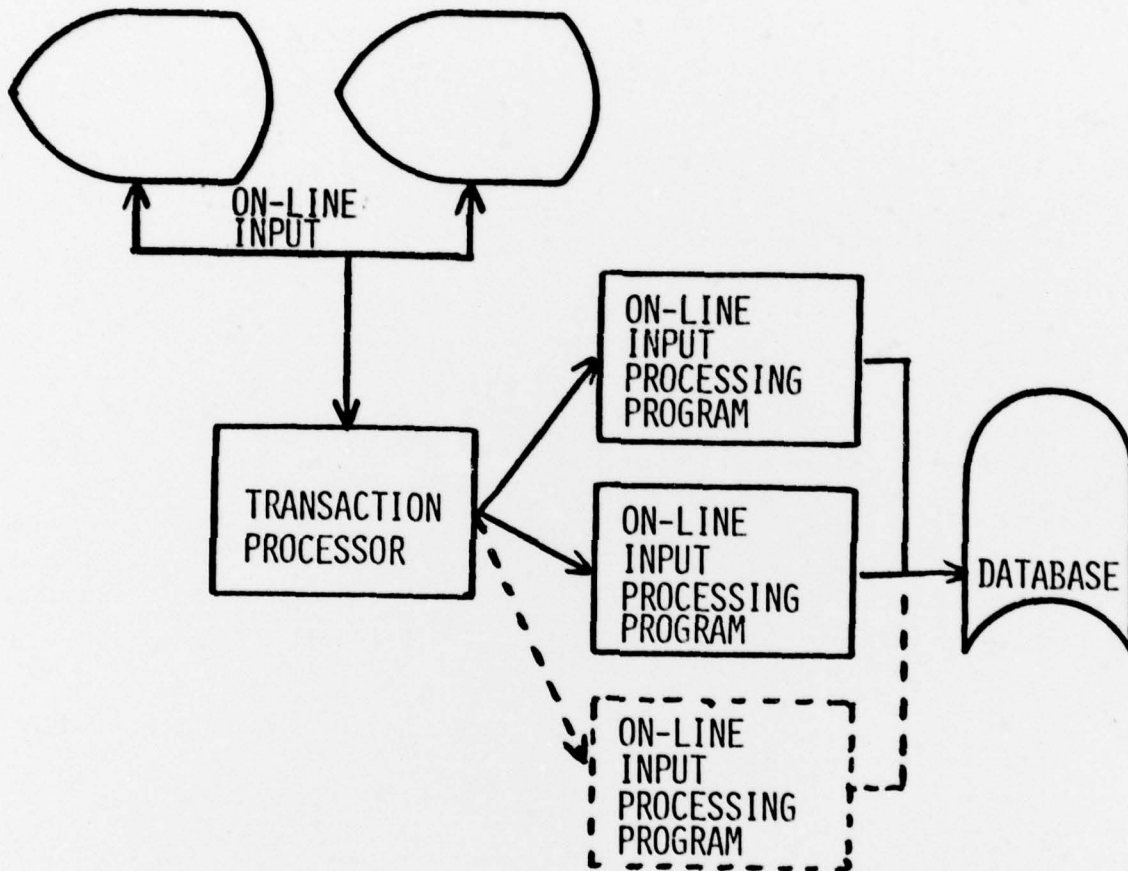 ON-LINE
INPUT
ON-LINE
INPUT
PROCESSING
PROGRAM
TRANSACTION
PROCESSOR
ON-LINE
INPUT
PROCESSING
PROGRAM
DATABASE
ON-LINE
INPUT
PROCESSING
PROGRAM